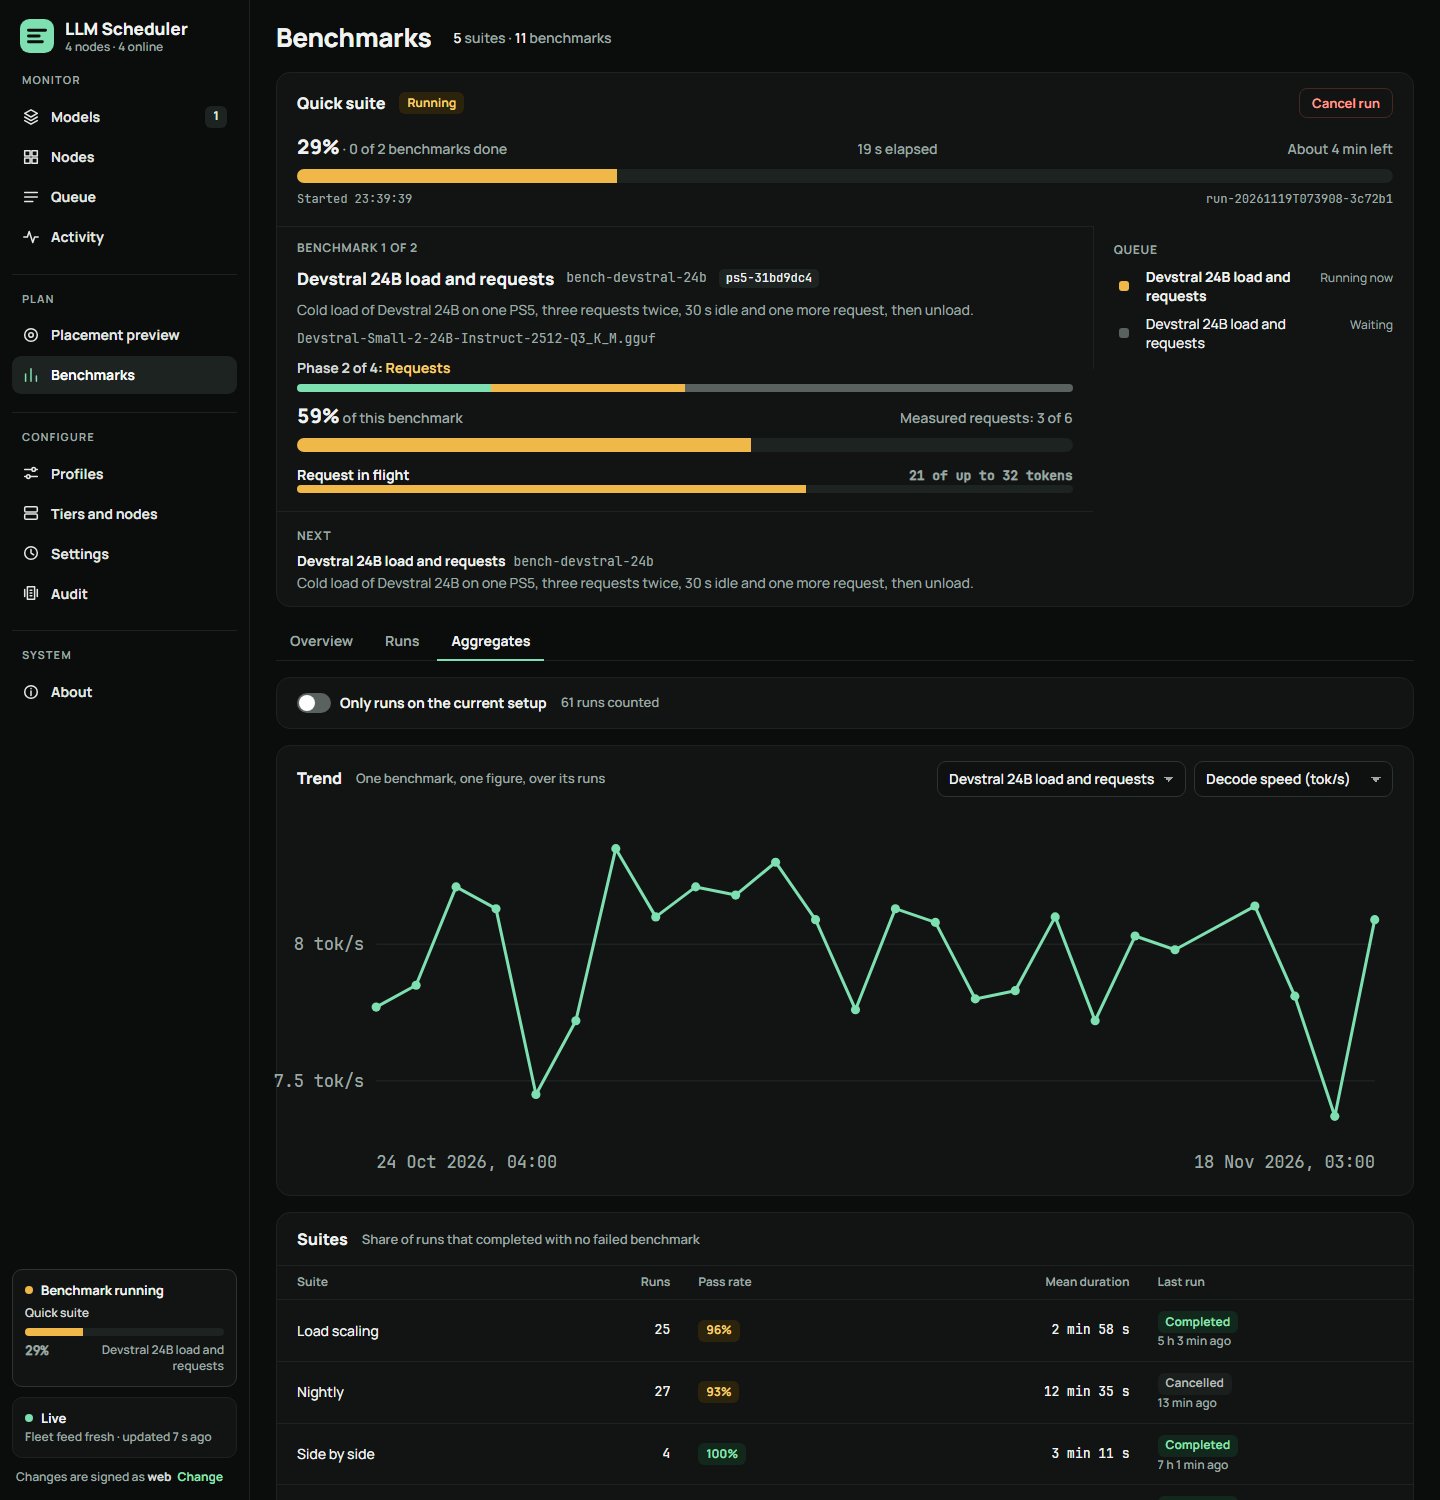 LLM Scheduler
4 nodes · 4 online
MONITOR
Models 1
Nodes
Queue
Activity
PLAN
Placement preview
Benchmarks
CONFIGURE
Profiles
Tiers and nodes
Settings
Audit
SYSTEM
About
Benchmark running
Quick suite
29% Devstral 24B load and
requests
Live
Fleet feed fresh · updated 7 s ago
Changes are signed as web Change
Benchmarks 5 suites · 11 benchmarks
Quick suite Running Cancel run
29% · 0 of 2 benchmarks done 19 s elapsed About 4 min left
Started 23:39:39 run-20261119T073908-3c72b1
BENCHMARK 1 OF 2
Devstral 24B load and requests bench-devstral-24b ps5-31bd9dc4
Cold load of Devstral 24B on one PS5, three requests twice, 30 s idle and one more request, then unload.
Devstral-Small-2-24B-Instruct-2512-Q3_K_M.gguf
Phase 2 of 4: Requests
59% of this benchmark Measured requests: 3 of 6
Request in flight 21 of up to 32 tokens
NEXT
Devstral 24B load and requests bench-devstral-24b
Cold load of Devstral 24B on one PS5, three requests twice, 30 s idle and one more request, then unload.
QUEUE
Devstral 24B load and Running now
requests
Devstral 24B load and Waiting
requests
Overview Runs Aggregates
Only runs on the current setup 61 runs counted
Trend One benchmark, one figure, over its runs Devstral 24B load and requests Decode speed (tok/s)
8 tok/s
7.5 tok/s
24 Oct 2026, 04:00 18 Nov 2026, 03:00
Suites Share of runs that completed with no failed benchmark
Suite Runs Pass rate Mean duration Last run
Load scaling 25 96% 2 min 58 s Completed
5 h 3 min ago
Nightly 27 93% 12 min 35 s Cancelled
13 min ago
Side by side 4 100% 3 min 11 s Completed
7 h 1 min ago